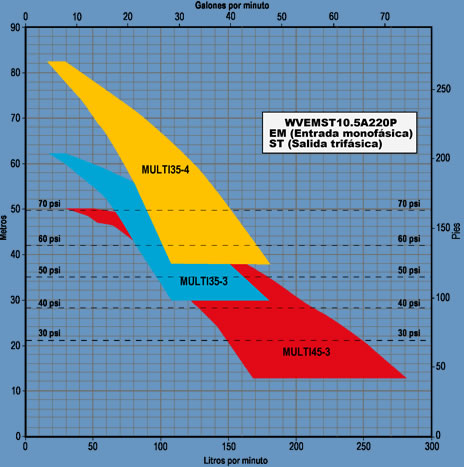 Galones por minuto
0 10 20 30 40 50 60 70
90
80
70
60
50
40
30
20
10
0
Metros
250
200
150
100
50
0
Pies
WVEMST10.5A220P
EM (Entrada monofásica)
ST (Salida trifásica)
MULTI35-4
MULTI35-3
MULTI45-3
70 psi 70 psi
60 psi 60 psi
50 psi 50 psi
40 psi 40 psi
30 psi 30 psi
0 50 100 150 200 250 300
Litros por minuto